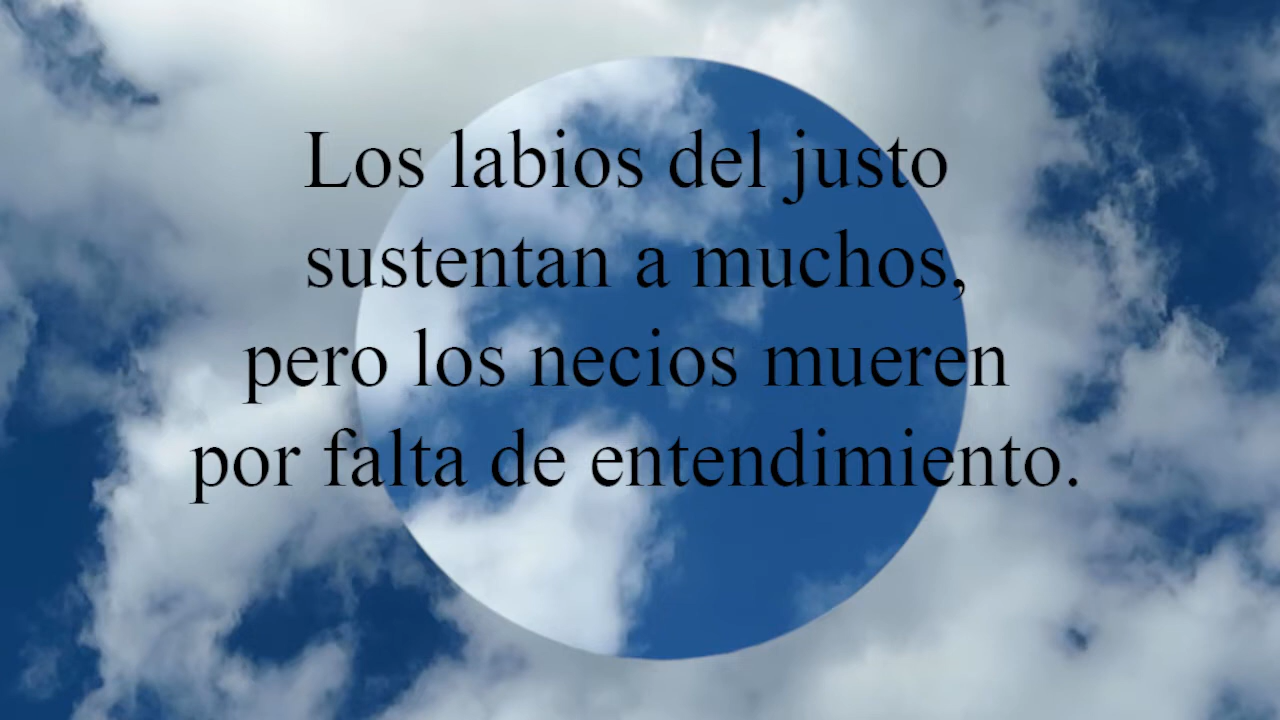 Los labios del justo
sustentan a muchos,
pero los necios mueren
por falta de entendimiento.